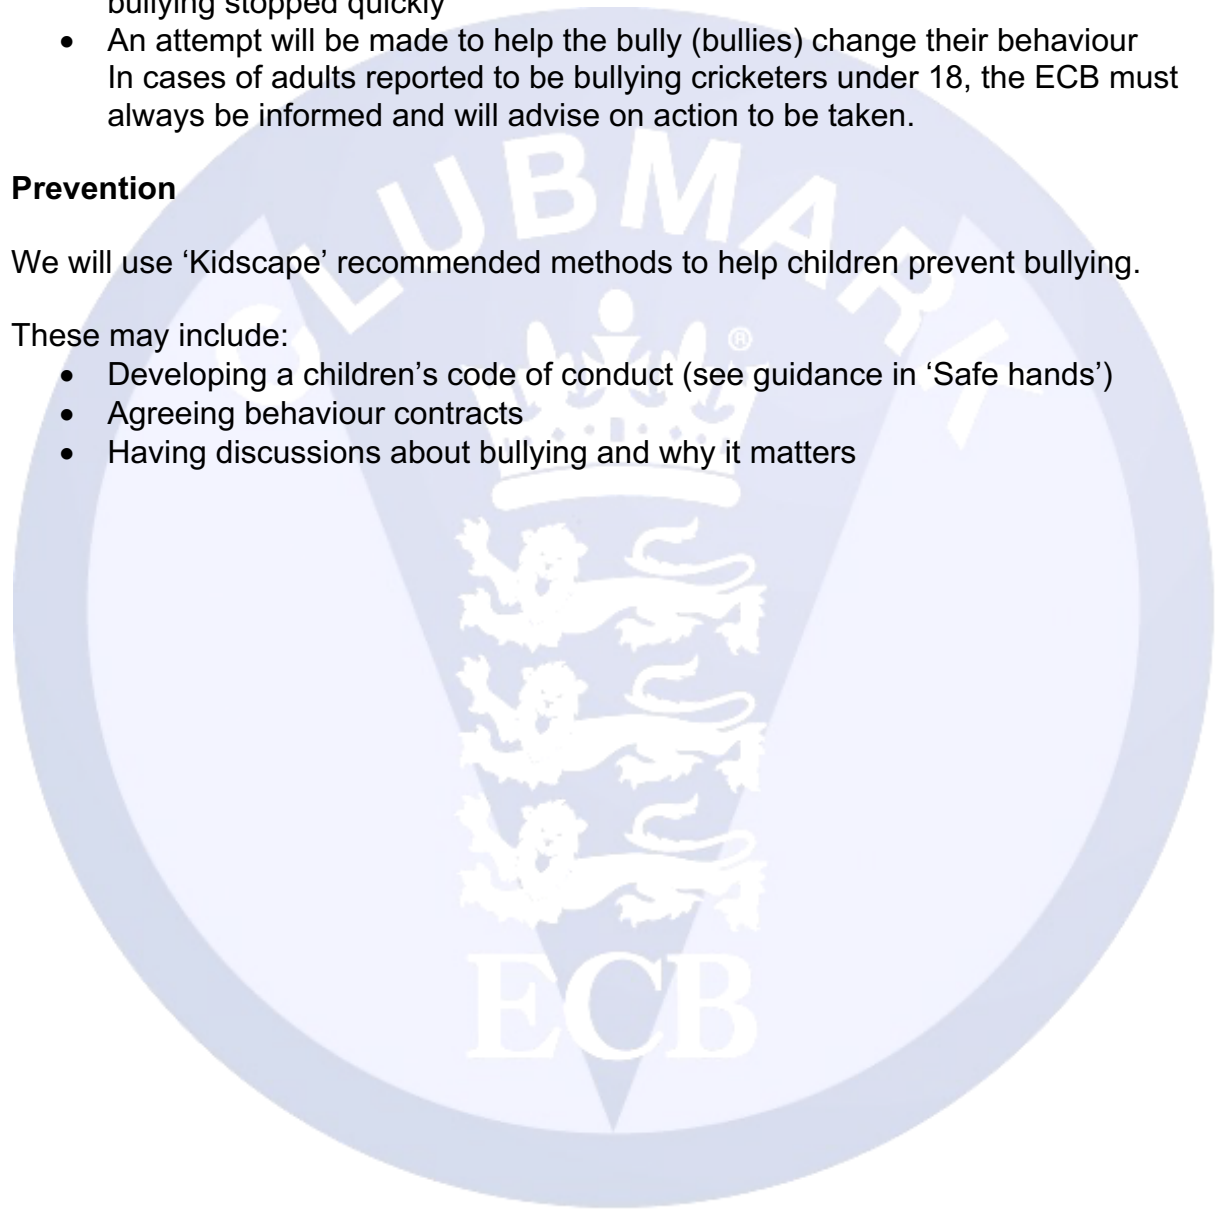 bullying stopped quickly
• An attempt will be made to help the bully (bullies) change their behaviour
In cases of adults reported to be bullying cricketers under 18, the ECB must
always be informed and will advise on action to be taken.
Prevention
We will use ‘Kidscape’ recommended methods to help children prevent bullying.
These may include:
• Developing a children’s code of conduct (see guidance in ‘Safe hands’)
• Agreeing behaviour contracts
• Having discussions about bullying and why it matters
CLUBMARK
®
ECB